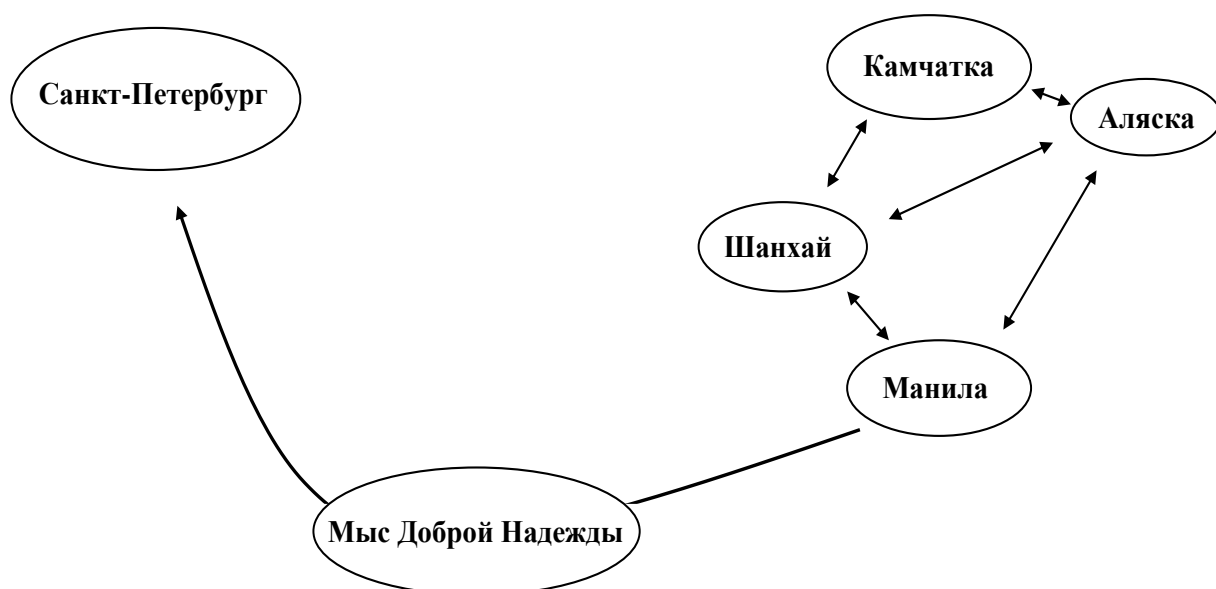 Камчатка
Санкт-Петербург
Аляска
Шанхай
Манила
Мыс Доброй Надежды